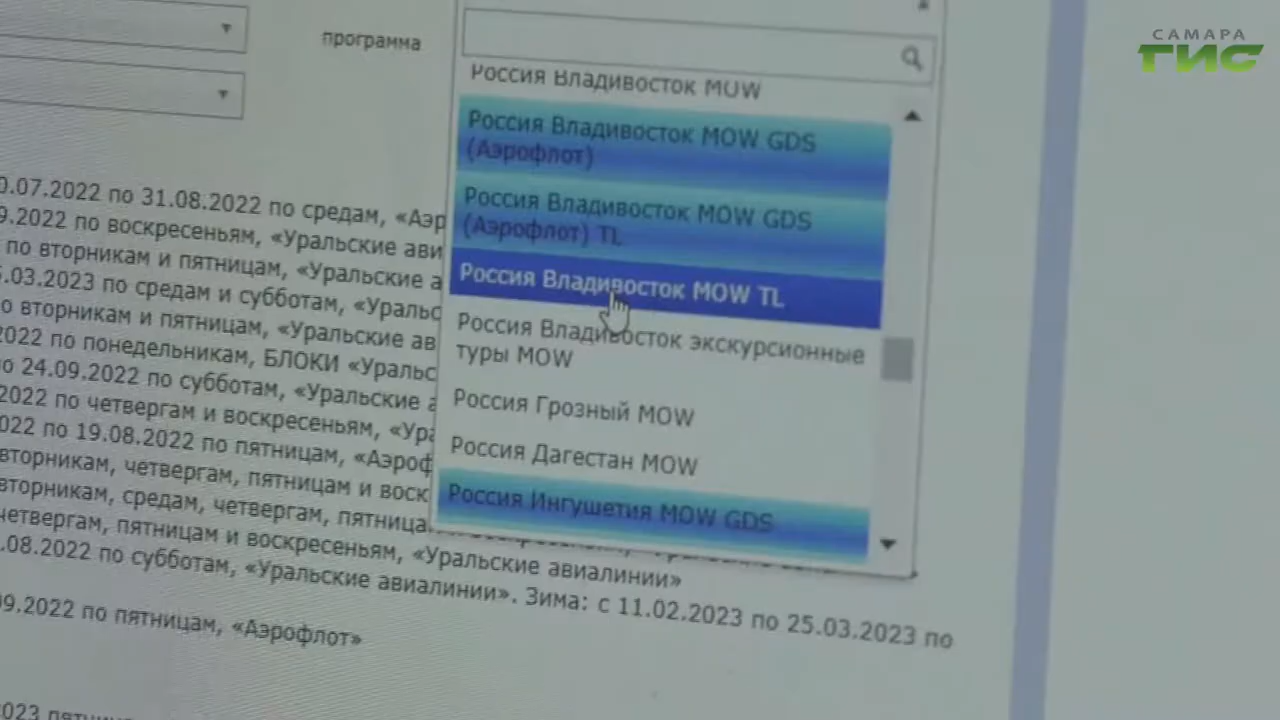 САМАРА
ГИС
программа
Россия Владивосток MOW
Россия Владивосток MOW GDS
(Аэрофлот)
Россия Владивосток MOW GDS
(Аэрофлот) TL
Россия Владивосток MOW TL
Россия Владивосток экскурсионные
туры MOW
Россия Грозный MOW
Россия Дагестан MOW
Россия Ингушетия MOW GDS
0.07.2022 по 31.08.2022 по средам, «Аэр
9.2022 по воскресеньям, «Уральские ави
по вторникам и пятницам, «Уральские а
5.03.2023 по средам и субботам, «Уральс
о вторникам и пятницам, «Уральские ав
2022 по понедельникам, БЛОКИ «Уральс
о 24.09.2022 по субботам, «Уральские а
2022 по четвергам и воскресеньям, «Ура
022 по 19.08.2022 по пятницам, «Аэроф
вторникам, четвергам, пятницам и воск
вторникам, средам, четвергам, пятница
четвергам, пятницам и воскресеньям, «Уральские авиалинии»
.08.2022 по субботам, «Уральские авиалинии». Зима: с 11.02.2023 по 25.03.2023 по
09.2022 по пятницам, «Аэрофлот»
2023